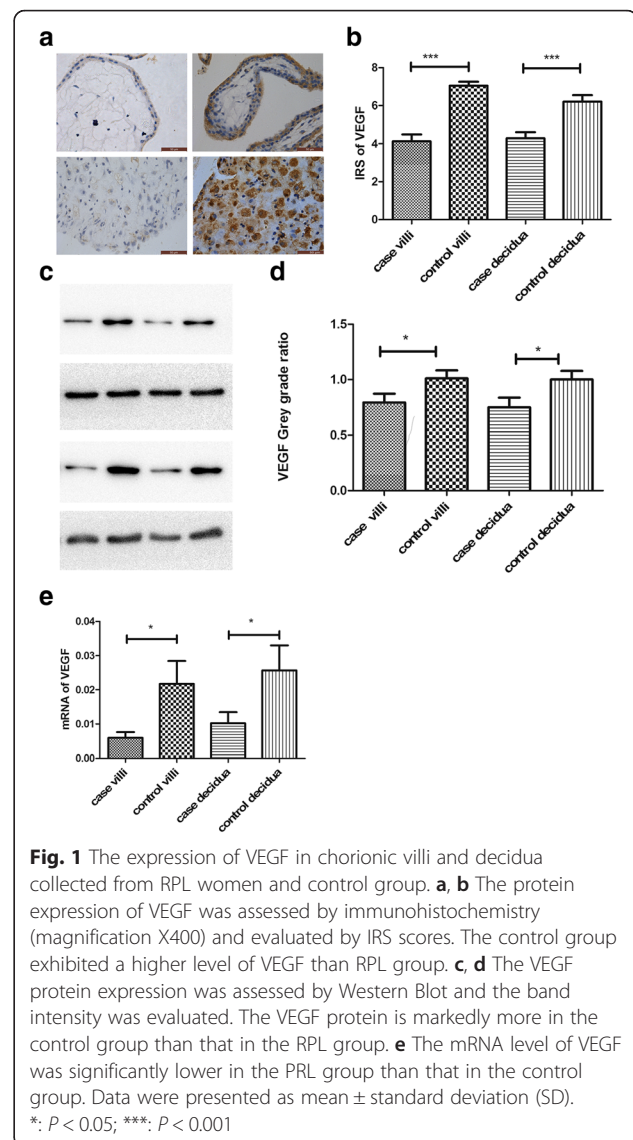 a
b
***
***
8
6
4
2
0
IRS of VEGF
case villi
control villi
case decidua
control decidua
c
d
*
*
1.5
1.0
0.5
0.0
VEGF Grey grade ratio
case villi
control villi
case decidua
control decidua
e
*
*
0.04
0.03
0.02
0.01
0.00
mRNA of VEGF
case villi
control villi
case decidua
control decidua
Fig. 1 The expression of VEGF in chorionic villi and decidua
collected from RPL women and control group. a, b The protein
expression of VEGF was assessed by immunohistochemistry
(magnification X400) and evaluated by IRS scores. The control group
exhibited a higher level of VEGF than RPL group. c, d The VEGF
protein expression was assessed by Western Blot and the band
intensity was evaluated. The VEGF protein is markedly more in the
control group than that in the RPL group. e The mRNA level of VEGF
was significantly lower in the PRL group than that in the control
group. Data were presented as mean ± standard deviation (SD).
*: P < 0.05; ***: P < 0.001